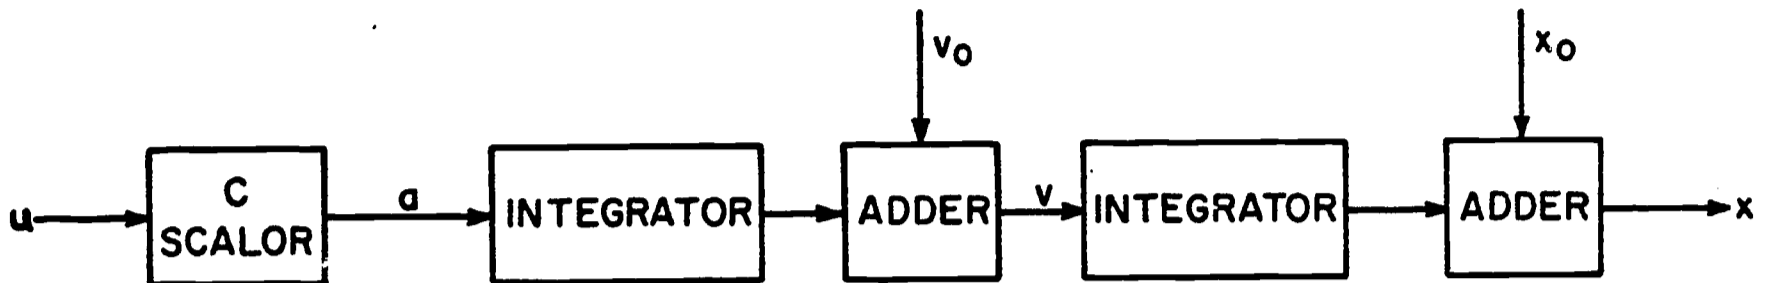 v₀
x₀
u
C
SCALOR
a
INTEGRATOR
ADDER
v
INTEGRATOR
ADDER
x